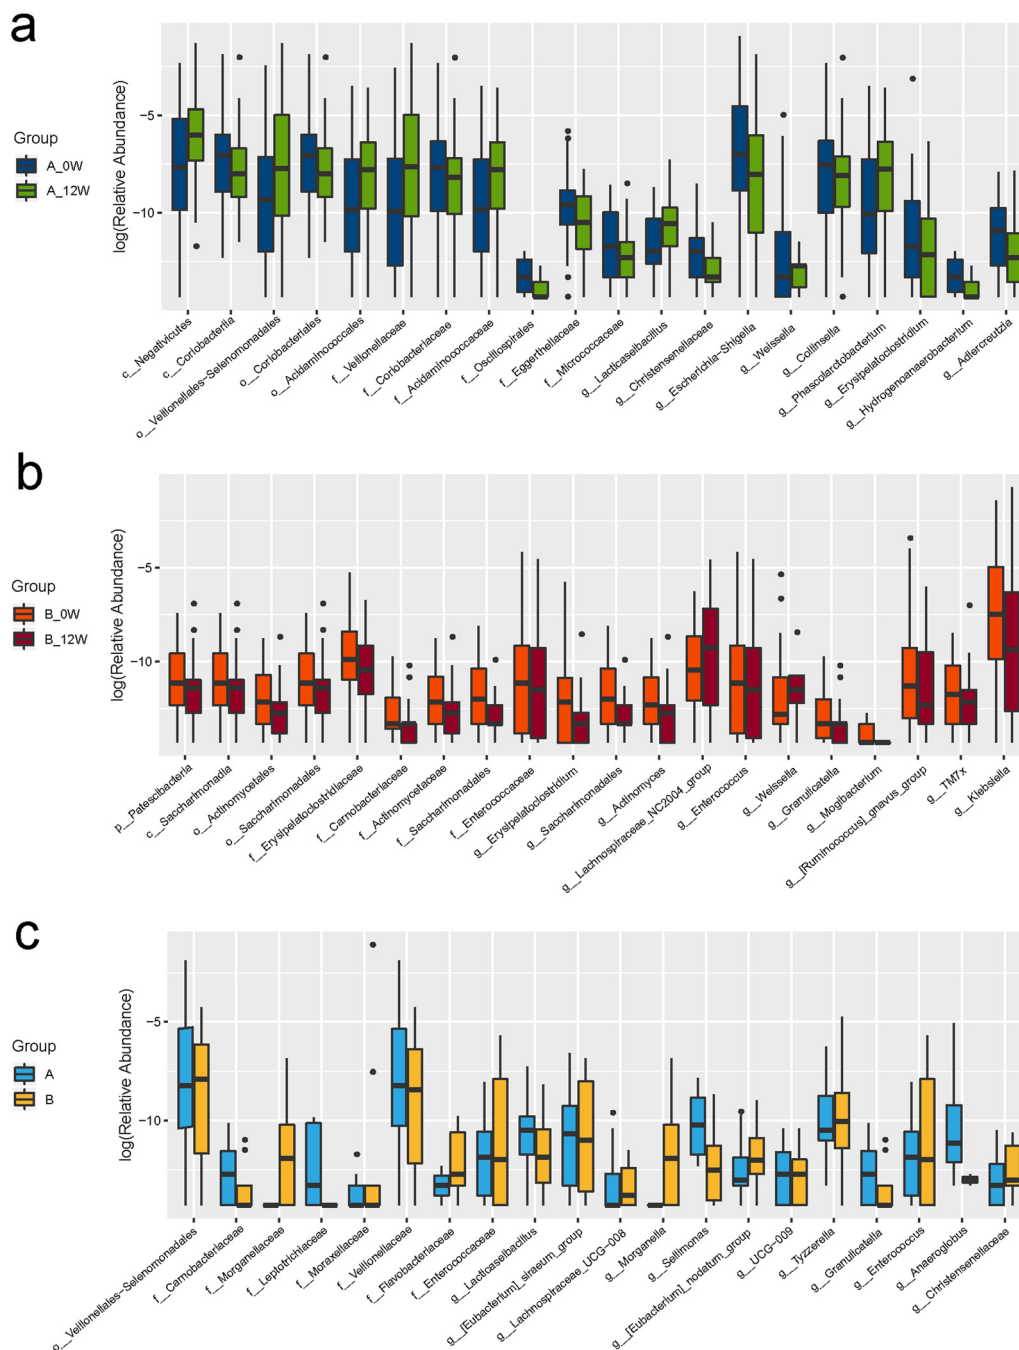 a
log(Relative Abundance)
Group
A_0W
A_12W
−5
−10
c__Negativicutes
c__Coriobacteriia
o__Veillonellales−Selenomonadales
o__Coriobacteriales
o__Acidaminococcales
f__Veillonellaceae
f__Coriobacteriaceae
f__Acidaminococcaceae
f__Oscillospirales
f__Eggerthellaceae
f__Micrococcaceae
g__Lacticaseibacillus
g__Christensenellaceae
g__Escherichia−Shigella
g__Weissella
g__Collinsella
g__Phascolarctobacterium
g__Erysipelatoclostridium
g__Hydrogenoanaerobacterium
g__Adlercreutzia
b
log(Relative Abundance)
Group
B_0W
B_12W
−5
−10
p__Patescibacteria
c__Saccharimonadia
o__Actinomycetales
o__Saccharimonadales
f__Erysipelatoclostridiaceae
f__Carnobacteriaceae
f__Actinomycetaceae
f__Saccharimonadales
f__Enterococcaceae
g__Erysipelatoclostridium
g__Saccharimonadales
g__Actinomyces
g__Lachnospiraceae_NC2004_group
g__Enterococcus
g__Weissella
g__Granulicatella
g__Mogibacterium
g__[Ruminococcus]_gnavus_group
g__TM7x
g__Klebsiella
c
log(Relative Abundance)
Group
A
B
−5
−10
o__Veillonellales−Selenomonadales
f__Carnobacteriaceae
f__Morganellaceae
f__Leptotrichiaceae
f__Moraxellaceae
f__Veillonellaceae
f__Flavobacteriaceae
f__Enterococcaceae
g__Lacticaseibacillus
g__[Eubacterium]_siraeum_group
g__Lachnospiraceae_UCG−008
g__Morganella
g__Sellimonas
g__[Eubacterium]_nodatum_group
g__UCG−009
g__Tyzzerella
g__Granulicatella
g__Enterococcus
g__Anaeroglobus
g__Christensenellaceae